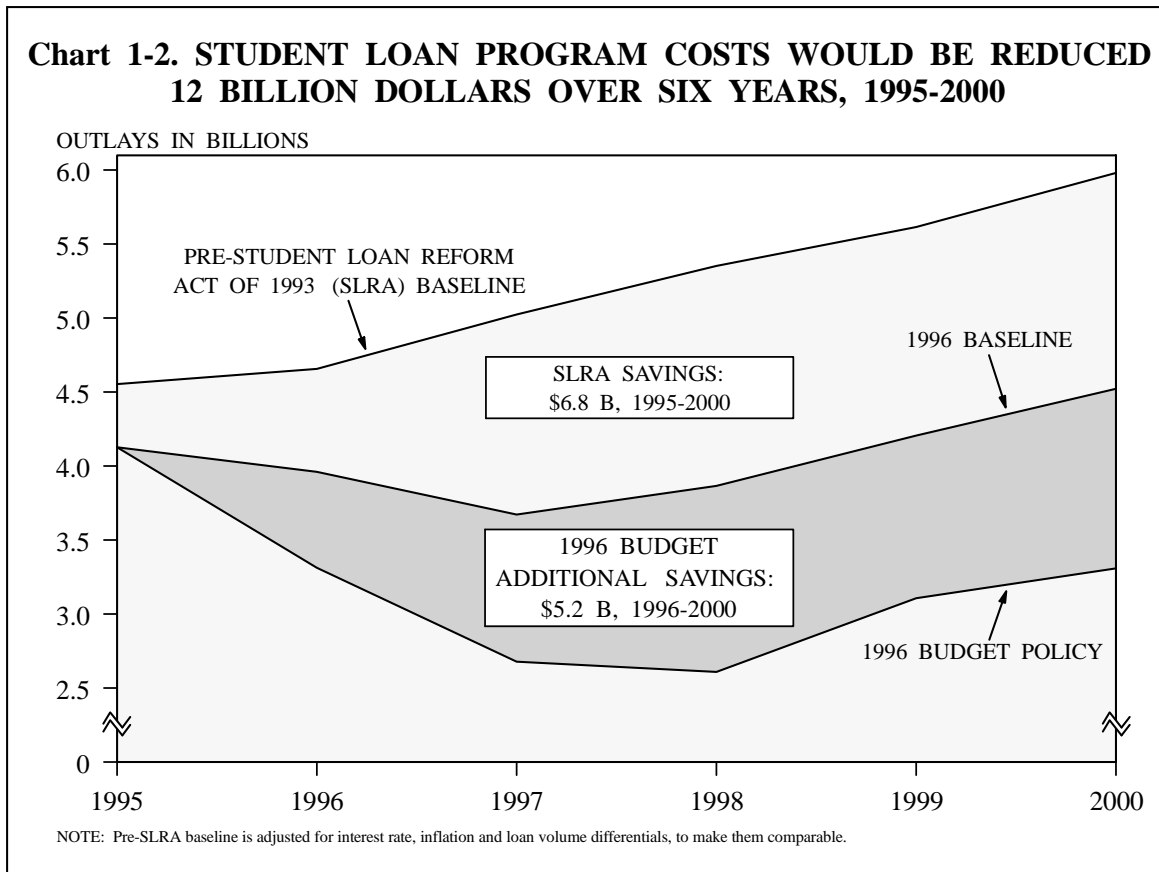 Chart 1-2. STUDENT LOAN PROGRAM COSTS WOULD BE REDUCED
12 BILLION DOLLARS OVER SIX YEARS, 1995-2000
OUTLAYS IN BILLIONS
6.0
5.5
5.0
4.5
4.0
3.5
3.0
2.5
0
PRE-STUDENT LOAN REFORM
ACT OF 1993 (SLRA) BASELINE
1996 BASELINE
SLRA SAVINGS:
$6.8 B, 1995-2000
1996 BUDGET
ADDITIONAL SAVINGS:
$5.2 B, 1996-2000
1996 BUDGET POLICY
1995 1996 1997 1998 1999 2000
NOTE: Pre-SLRA baseline is adjusted for interest rate, inflation and loan volume differentials, to make them comparable.